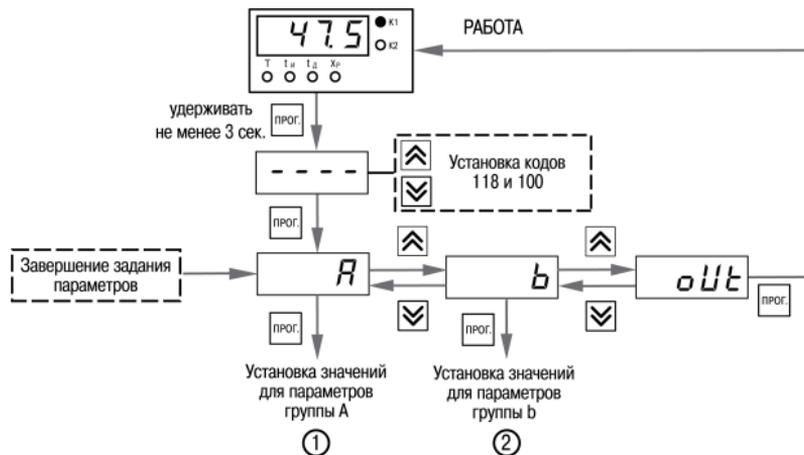 47.5
К1
К2
T tи tд Xр
РАБОТА
удерживать
не менее 3 сек.
ПРОГ.
- - - -
Установка кодов
118 и 100
ПРОГ.
Завершение задания
параметров
A
b
oUt
ПРОГ.
ПРОГ.
ПРОГ.
Установка значений
для параметров
группы А
1
Установка значений
для параметров
группы b
2